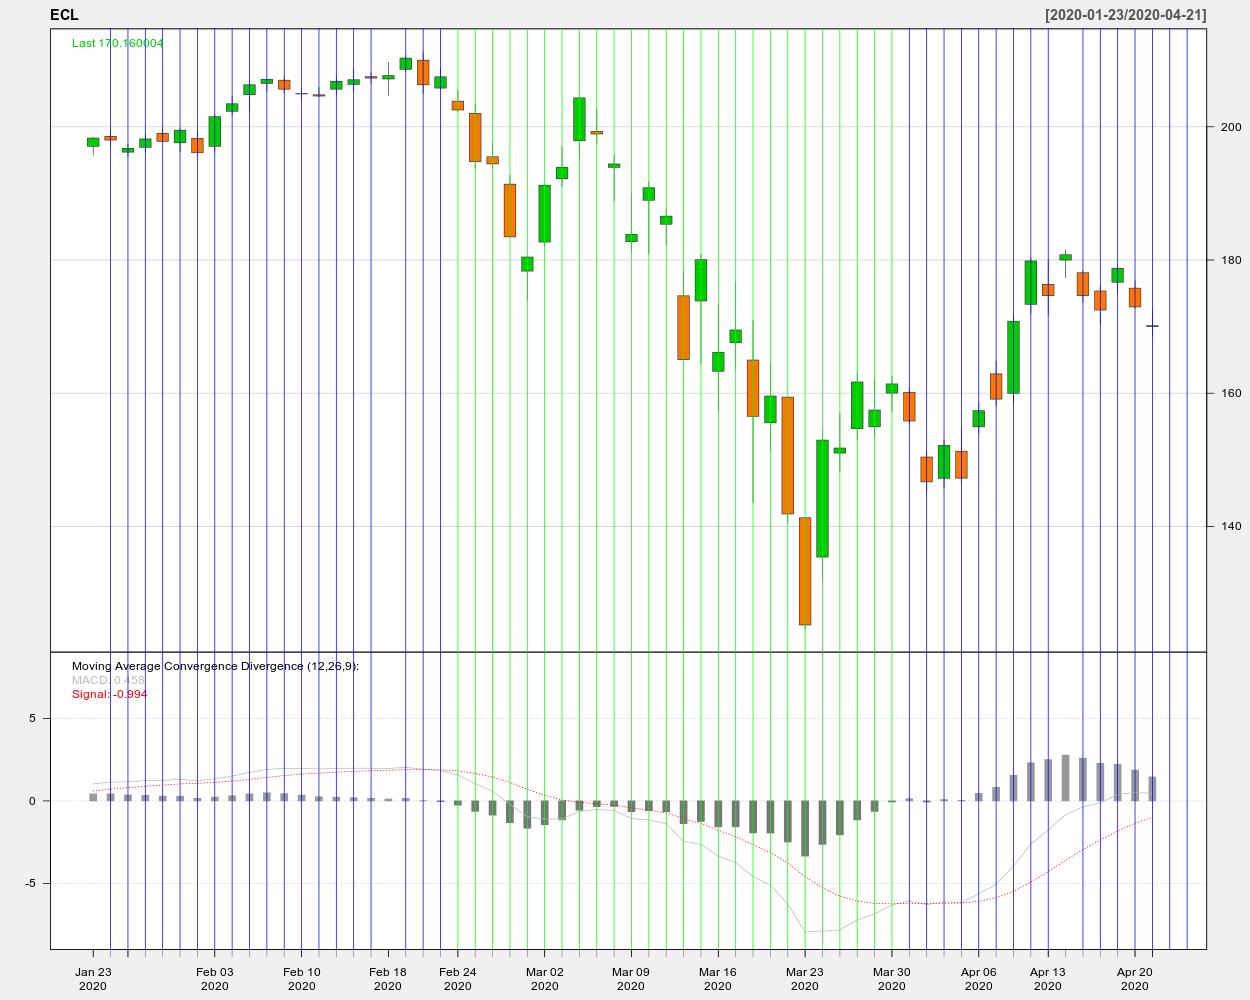 ECL
[2020-01-23/2020-04-21]
Last 170.160004
200
180
160
140
Moving Average Convergence Divergence (12,26,9):
MACD: 0.458
Signal: -0.994
5
0
-5
Jan 23 Feb 03 Feb 10 Feb 18 Feb 24 Mar 02 Mar 09 Mar 16 Mar 23 Mar 30 Apr 06 Apr 13 Apr 20
2020 2020 2020 2020 2020 2020 2020 2020 2020 2020 2020 2020 2020